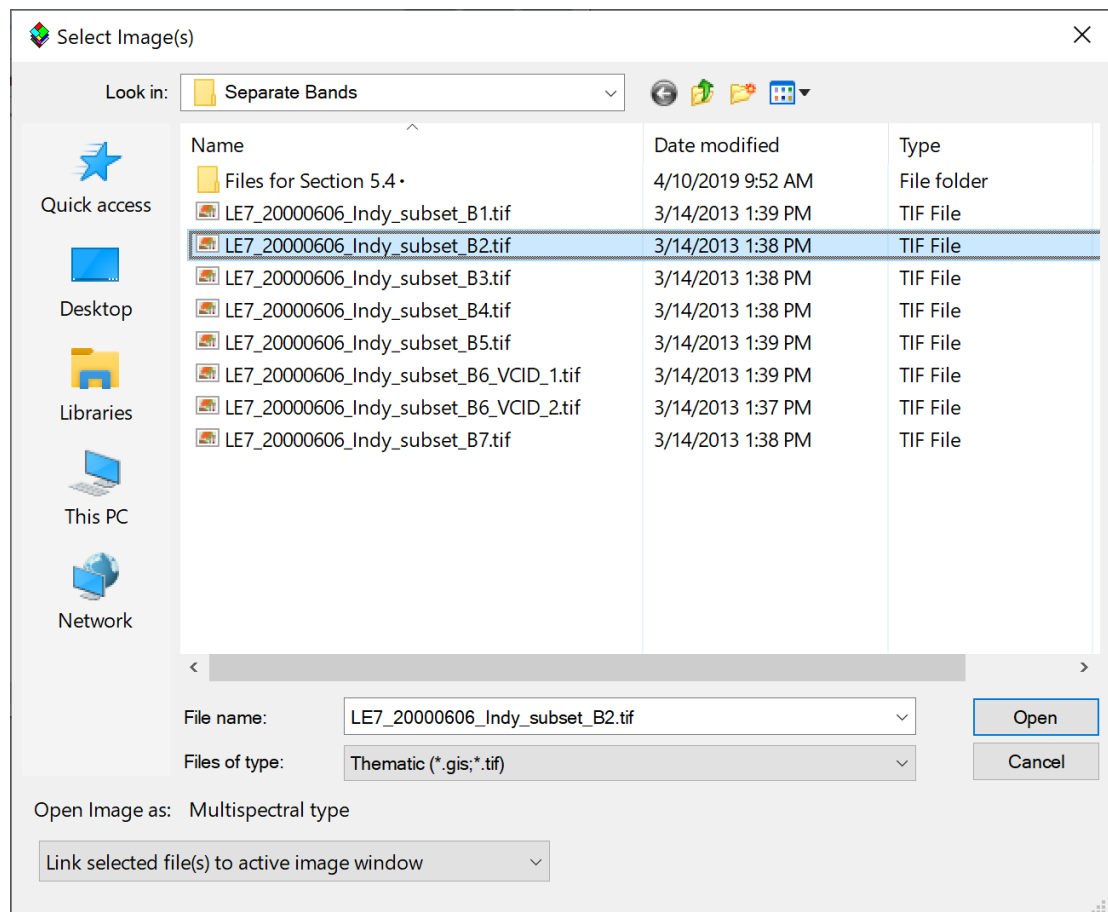 Select Image(s)
Look in: Separate Bands
Name Date modified Type
Files for Section 5.4• 4/10/2019 9:52 AM File folder
LE7_20000606_Indy_subset_B1.tif 3/14/2013 1:39 PM TIF File
LE7_20000606_Indy_subset_B2.tif 3/14/2013 1:38 PM TIF File
LE7_20000606_Indy_subset_B3.tif 3/14/2013 1:38 PM TIF File
LE7_20000606_Indy_subset_B4.tif 3/14/2013 1:38 PM TIF File
LE7_20000606_Indy_subset_B5.tif 3/14/2013 1:39 PM TIF File
LE7_20000606_Indy_subset_B6_VCID_1.tif 3/14/2013 1:39 PM TIF File
LE7_20000606_Indy_subset_B6_VCID_2.tif 3/14/2013 1:37 PM TIF File
LE7_20000606_Indy_subset_B7.tif 3/14/2013 1:38 PM TIF File
Quick access
Desktop
Libraries
This PC
Network
File name: LE7_20000606_Indy_subset_B2.tif Open
Files of type: Thematic (*.gis;*.tif) Cancel
Open Image as: Multispectral type
Link selected file(s) to active image window